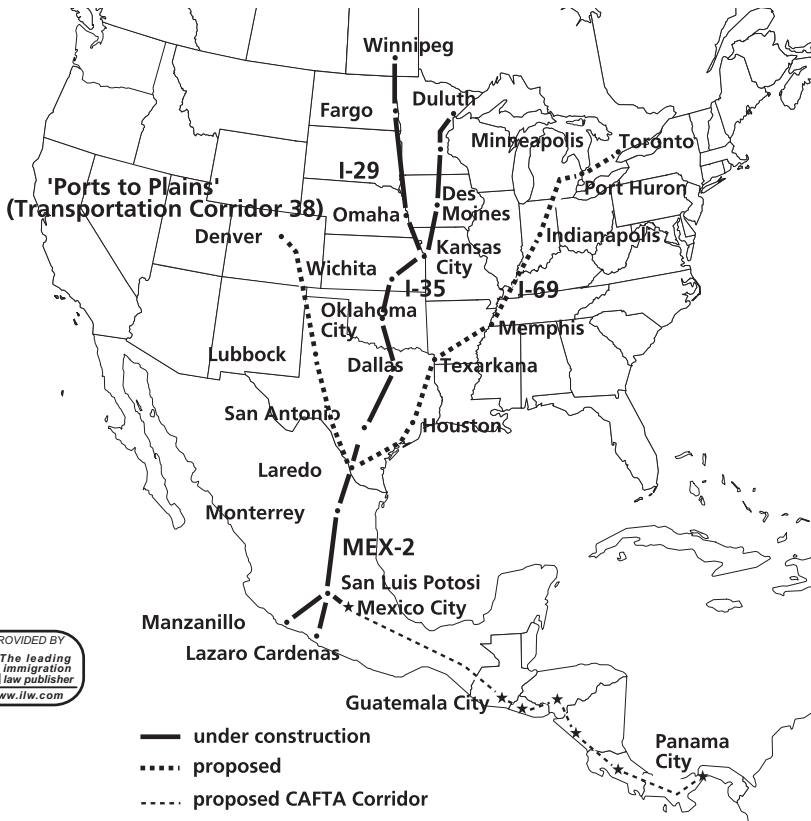 Winnipeg
Fargo
Duluth
Minneapolis
Toronto
I-29
'Ports to Plains'
(Transportation Corridor 38)
Port Huron
Des
Moines
Omaha
Denver
Indianapolis
Kansas
City
Wichita
I-35
I-69
Oklahoma
City
Memphis
Lubbock
Dallas
Texarkana
San Antonio
Houston
Laredo
Monterrey
MEX-2
San Luis Potosi
Mexico City
Manzillo
Lazaro Cardenas
ROVIDED BY
The leading
immigration
law publisher
ww.ilw.com
Guatemala City
Panama
City
under construction
proposed
proposed CAFTA Corridor